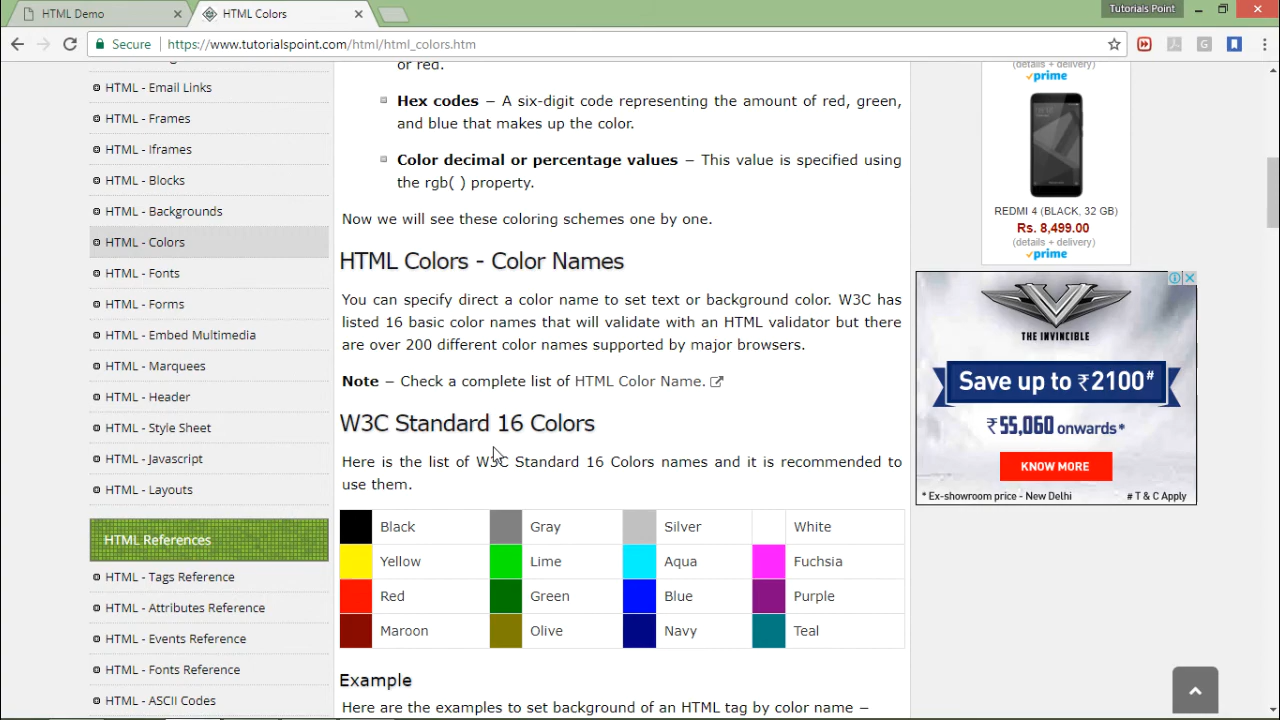 HTML Demo
HTML Colors
Tutorials Point
Secure
https://www.tutorialspoint.com/html/html_colors.htm
HTML - Email Links
HTML - Frames
HTML - Iframes
HTML - Blocks
HTML - Backgrounds
HTML - Colors
HTML - Fonts
HTML - Forms
HTML - Embed Multimedia
HTML - Marquees
HTML - Header
HTML - Style Sheet
HTML - Javascript
HTML - Layouts
HTML References
HTML - Tags Reference
HTML - Attributes Reference
HTML - Events Reference
HTML - Fonts Reference
HTML - ASCII Codes
or red.
Hex codes − A six-digit code representing the amount of red, green,
and blue that makes up the color.
Color decimal or percentage values − This value is specified using
the rgb( ) property.
Now we will see these coloring schemes one by one.
HTML Colors - Color Names
You can specify direct a color name to set text or background color. W3C has
listed 16 basic color names that will validate with an HTML validator but there
are over 200 different color names supported by major browsers.
Note − Check a complete list of HTML Color Name.
W3C Standard 16 Colors
Here is the list of W3C Standard 16 Colors names and it is recommended to
use them.
Black Gray Silver White
Yellow Lime Aqua Fuchsia
Red Green Blue Purple
Maroon Olive Navy Teal
Example
Here are the examples to set background of an HTML tag by color name −
(details + delivery)
prime
REDMI 4 (BLACK, 32 GB)
Rs. 8,499.00
(details + delivery)
prime
THE INVINCIBLE
Save up to ₹2100#
₹55,060 onwards*
KNOW MORE
* Ex-showroom price - New Delhi # T & C Apply